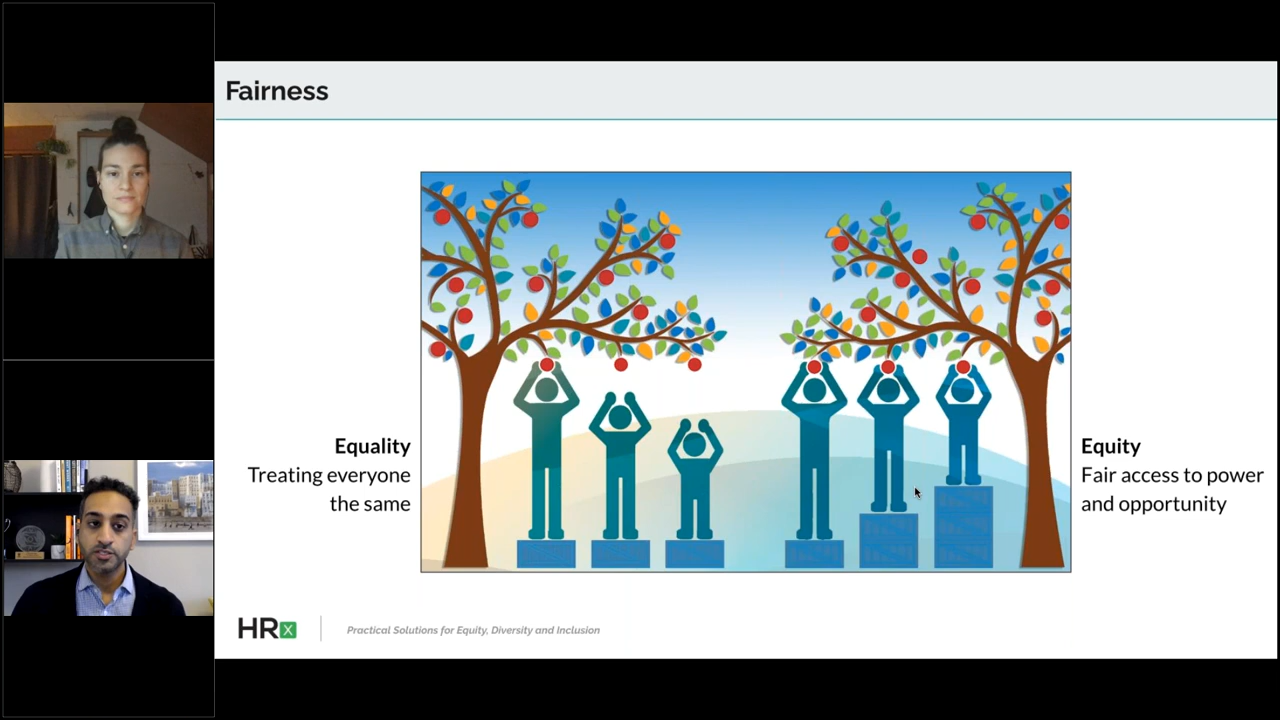 Fairness
Equality
Treating everyone
the same
Equity
Fair access to power
and opportunity
HRx
Practical Solutions for Equity, Diversity and Inclusion